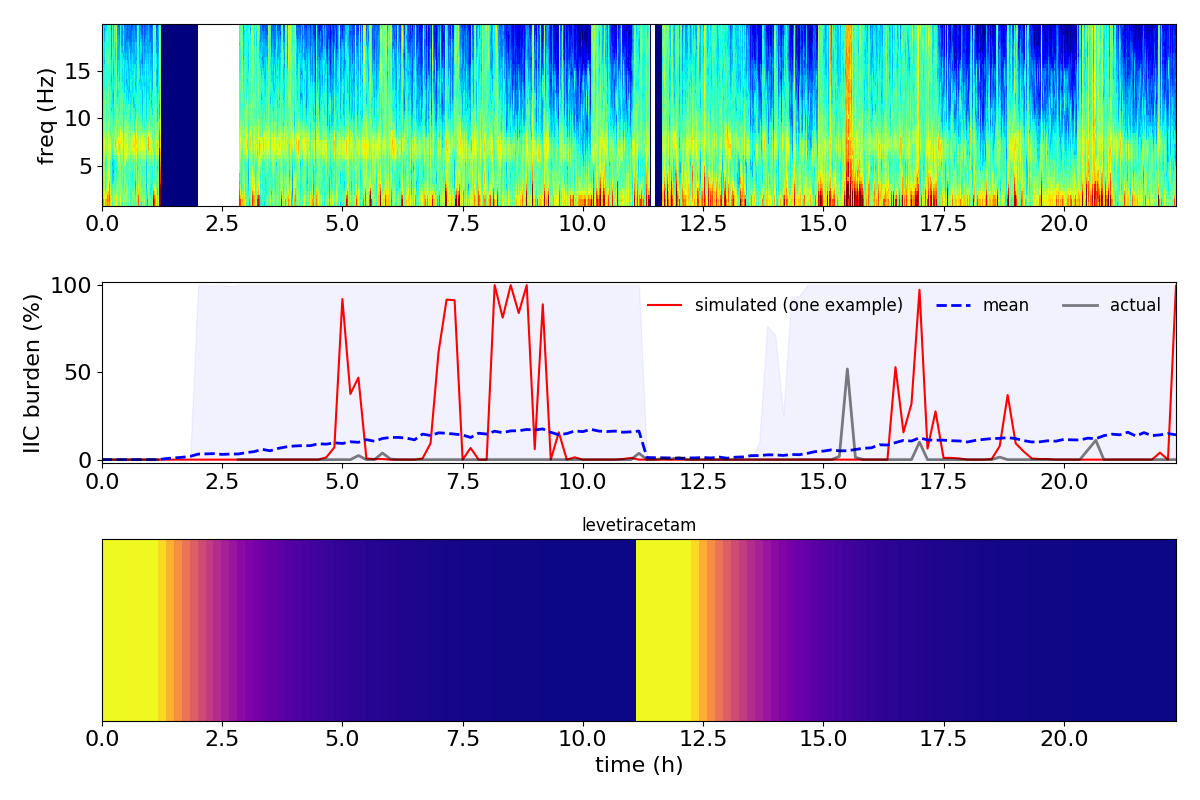 freq (Hz)
15
10
5
0.0 2.5 5.0 7.5 10.0 12.5 15.0 17.5 20.0
IIC burden (%)
100
50
0
simulated (one example) mean actual
0.0 2.5 5.0 7.5 10.0 12.5 15.0 17.5 20.0
levetiracetam
0.0 2.5 5.0 7.5 10.0 12.5 15.0 17.5 20.0
time (h)